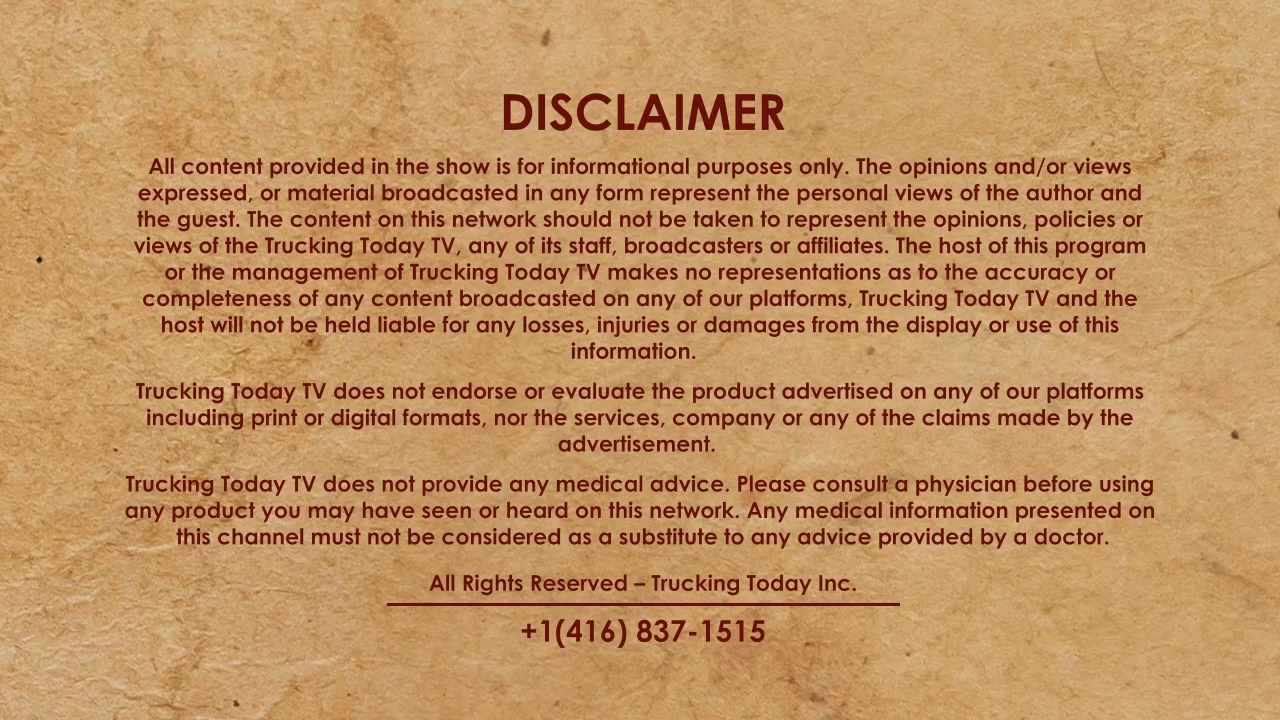 DISCLAIMER
All content provided in the show is for informational purposes only. The opinions and/or views
expressed, or material broadcasted in any form represent the personal views of the author and
the guest. The content on this network should not be taken to represent the opinions, policies or
views of the Trucking Today TV, any of its staff, broadcasters or affiliates. The host of this program
or the management of Trucking Today TV makes no representations as to the accuracy or
completeness of any content broadcasted on any of our platforms, Trucking Today TV and the
host will not be held liable for any losses, injuries or damages from the display or use of this
information.
Trucking Today TV does not endorse or evaluate the product advertised on any of our platforms
including print or digital formats, nor the services, company or any of the claims made by the
advertisement.
Trucking Today TV does not provide any medical advice. Please consult a physician before using
any product you may have seen or heard on this network. Any medical information presented on
this channel must not be considered as a substitute to any advice provided by a doctor.
All Rights Reserved – Trucking Today Inc.
+1(416) 837-1515